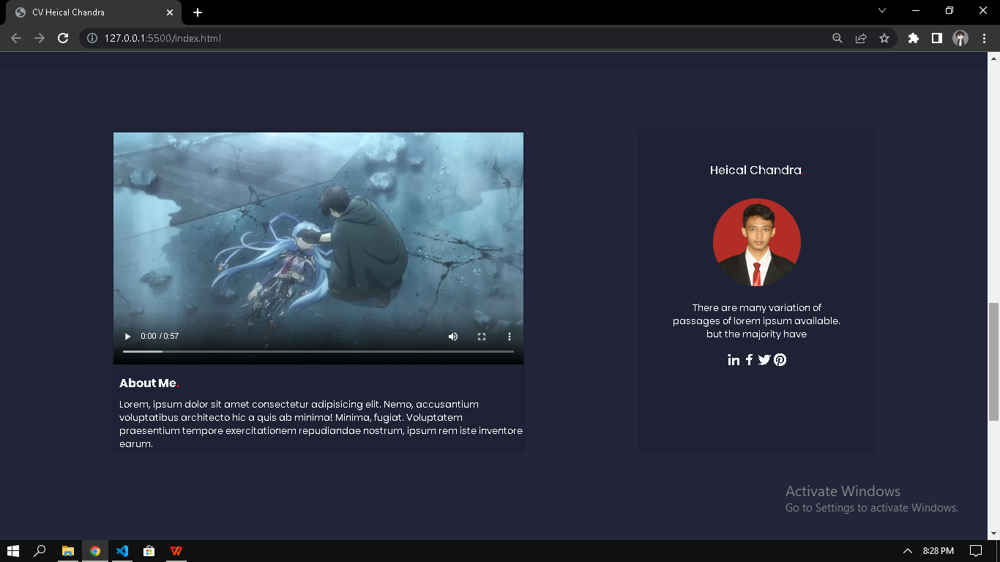 CV Heical Chandra
127.0.0.1:5500/index.html
0:00 / 0:57
About Me.
Lorem, ipsum dolor sit amet consectetur adipisicing elit. Nemo, accusantium
voluptatibus architecto hic a quis ab minima! Minima, fugiat. Voluptatem
praesentium tempore exercitationem repudiandae nostrum, ipsum rem iste inventore
earum.
Heical Chandra.
There are many variation of
passages of lorem ipsum available.
but the majority have
Activate Windows
Go to Settings to activate Windows.
8:28 PM